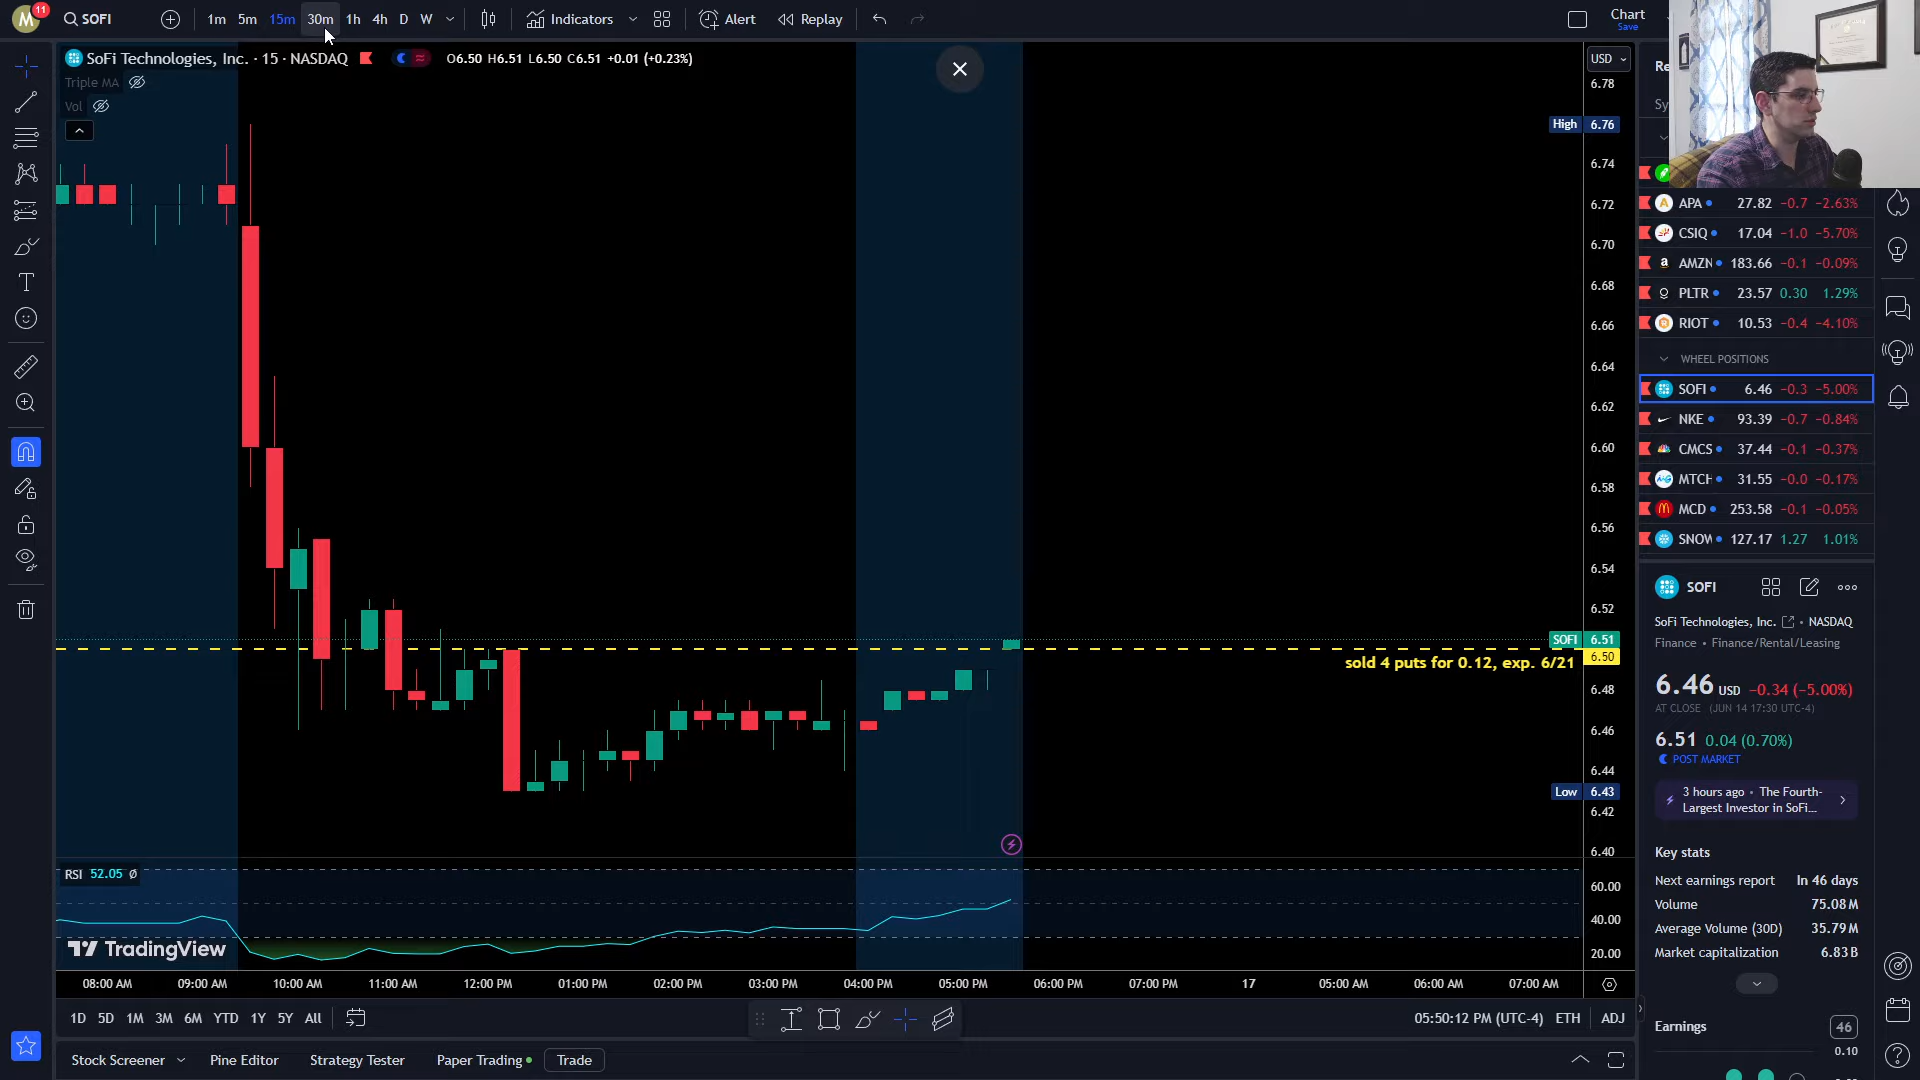 M
11
SOFI
1m 5m 15m 30m 1h 4h D W
Indicators
Alert
Replay
Chart
Save
SoFi Technologies, Inc. · 15 · NASDAQ
O6.50 H6.51 L6.50 C6.51 +0.01 (+0.23%)
Triple MA
Vol
USD
6.78
High 6.76
6.74
6.72
6.70
6.68
6.66
6.64
6.62
6.60
6.58
6.56
6.54
6.52
SOFI 6.51
6.50
sold 4 puts for 0.12, exp. 6/21
6.48
6.46
6.44
Low 6.43
6.42
6.40
RSI 52.05 Ø
60.00
40.00
20.00
TradingView
08:00 AM 09:00 AM 10:00 AM 11:00 AM 12:00 PM 01:00 PM 02:00 PM 03:00 PM 04:00 PM 05:00 PM 06:00 PM 07:00 PM 17 05:00 AM 06:00 AM 07:00 AM
1D 5D 1M 3M 6M YTD 1Y 5Y All
05:50:12 PM (UTC-4) ETH ADJ
Stock Screener Pine Editor Strategy Tester Paper Trading Trade
Re
Sy
APA 27.82 −0.7 −2.63%
CSIQ 17.04 −1.0 −5.70%
AMZN 183.66 −0.1 −0.09%
PLTR 23.57 0.30 1.29%
RIOT 10.53 −0.4 −4.10%
WHEEL POSITIONS
SOFI 6.46 −0.3 −5.00%
NKE 93.39 −0.7 −0.84%
CMCS 37.44 −0.1 −0.37%
MTCH 31.55 −0.0 −0.17%
MCD 253.58 −0.1 −0.05%
SNOW 127.17 1.27 1.01%
SOFI
SoFi Technologies, Inc. • NASDAQ
Finance • Finance/Rental/Leasing
6.46 USD −0.34 (−5.00%)
AT CLOSE (JUN 14 17:30 UTC-4)
6.51 0.04 (0.70%)
POST MARKET
3 hours ago • The Fourth-
Largest Investor in SoFi...
Key stats
Next earnings report In 46 days
Volume 75.08 M
Average Volume (30D) 35.79 M
Market capitalization 6.83 B
Earnings 46
0.10